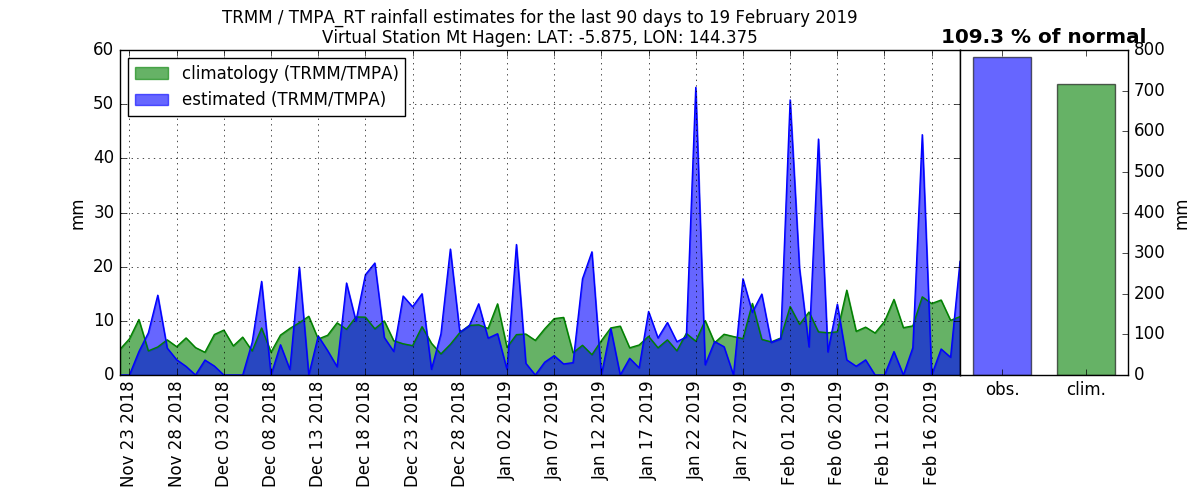 TRMM / TMPA_RT rainfall estimates for the last 90 days to 19 February 2019
Virtual Station Mt Hagen: LAT: -5.875, LON: 144.375
109.3 % of normal
climatology (TRMM/TMPA)
estimated (TRMM/TMPA)
60
50
40
30
20
10
0
mm
Nov 23 2018
Nov 28 2018
Dec 03 2018
Dec 08 2018
Dec 13 2018
Dec 18 2018
Dec 23 2018
Dec 28 2018
Jan 02 2019
Jan 07 2019
Jan 12 2019
Jan 17 2019
Jan 22 2019
Jan 27 2019
Feb 01 2019
Feb 06 2019
Feb 11 2019
Feb 16 2019
obs.
clim.
800
700
600
500
400
300
200
100
0
mm